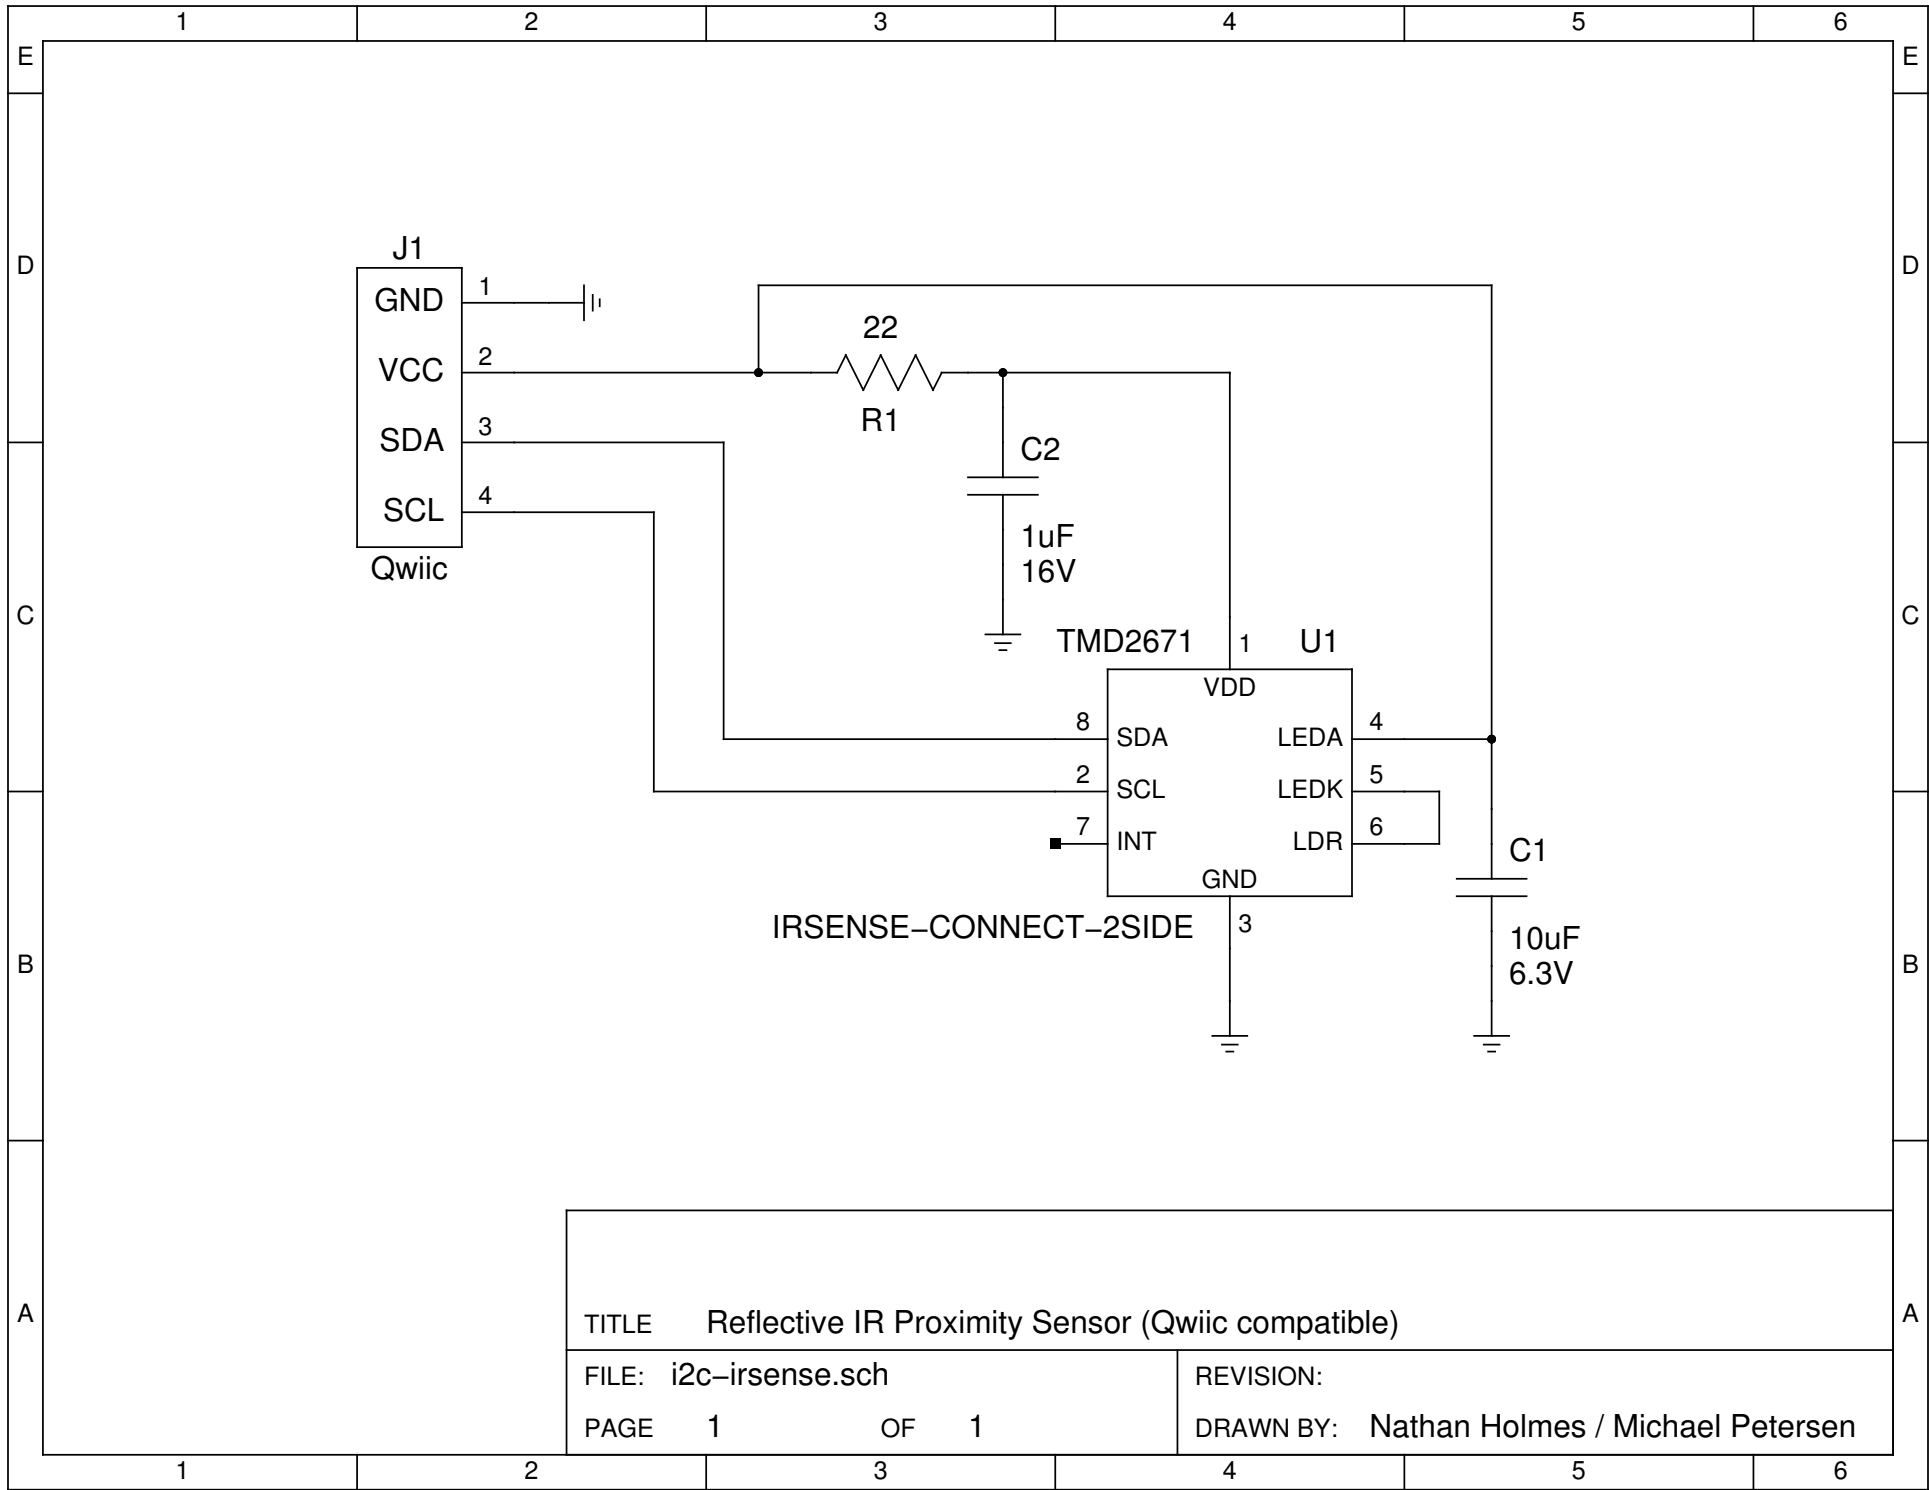 1 2 3 4 5 6
E E
D D
C C
B B
A A
J1
GND 1
VCC 2
SDA 3
SCL 4
Qwiic
22
R1
C2
1uF
16V
TMD2671 1 U1
VDD
8 SDA LEDA 4
2 SCL LEDK 5
7 INT LDR 6
GND
IRSENSE−CONNECT−2SIDE 3
C1
10uF
6.3V
TITLE Reflective IR Proximity Sensor (Qwiic compatible)
FILE: i2c−irsense.sch REVISION:
PAGE 1 OF 1 DRAWN BY: Nathan Holmes / Michael Petersen
1 2 3 4 5 6